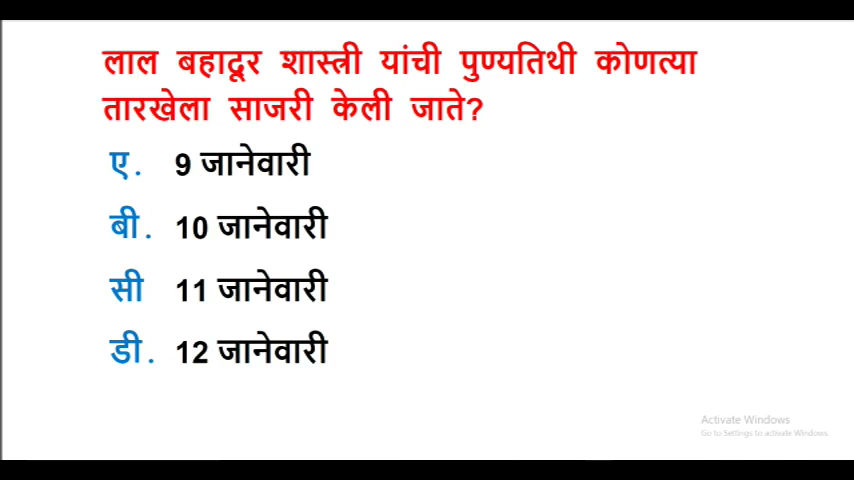 लाल बहादूर शास्त्री यांची पुण्यतिथी कोणत्या
तारखेला साजरी केली जाते?
ए. 9 जानेवारी
बी. 10 जानेवारी
सी 11 जानेवारी
डी. 12 जानेवारी
Activate Windows
Go to Settings to activate Windows.